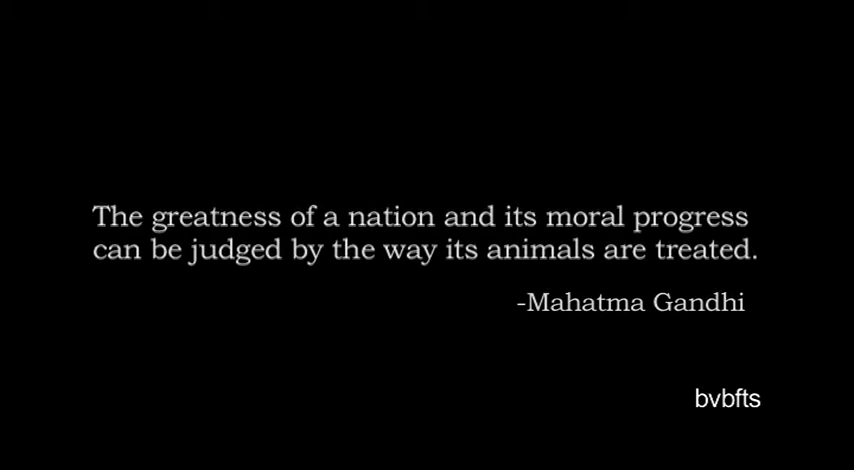 The greatness of a nation and its moral progress
can be judged by the way its animals are treated.
-Mahatma Gandhi
bvbfts